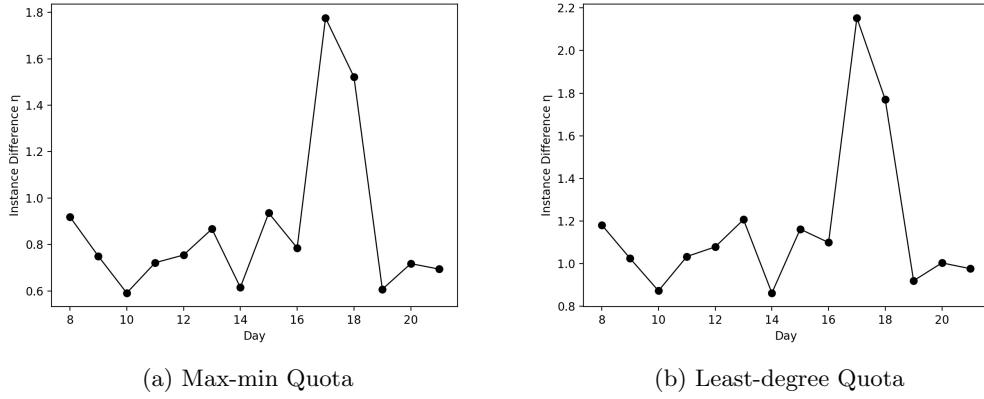 1.8
1.6
1.4
1.2
1.0
0.8
0.6
Instance Difference η
8 10 12 14 16 18 20
Day
(a) Max-min Quota
2.2
2.0
1.8
1.6
1.4
1.2
1.0
0.8
Instance Difference η
8 10 12 14 16 18 20
Day
(b) Least-degree Quota